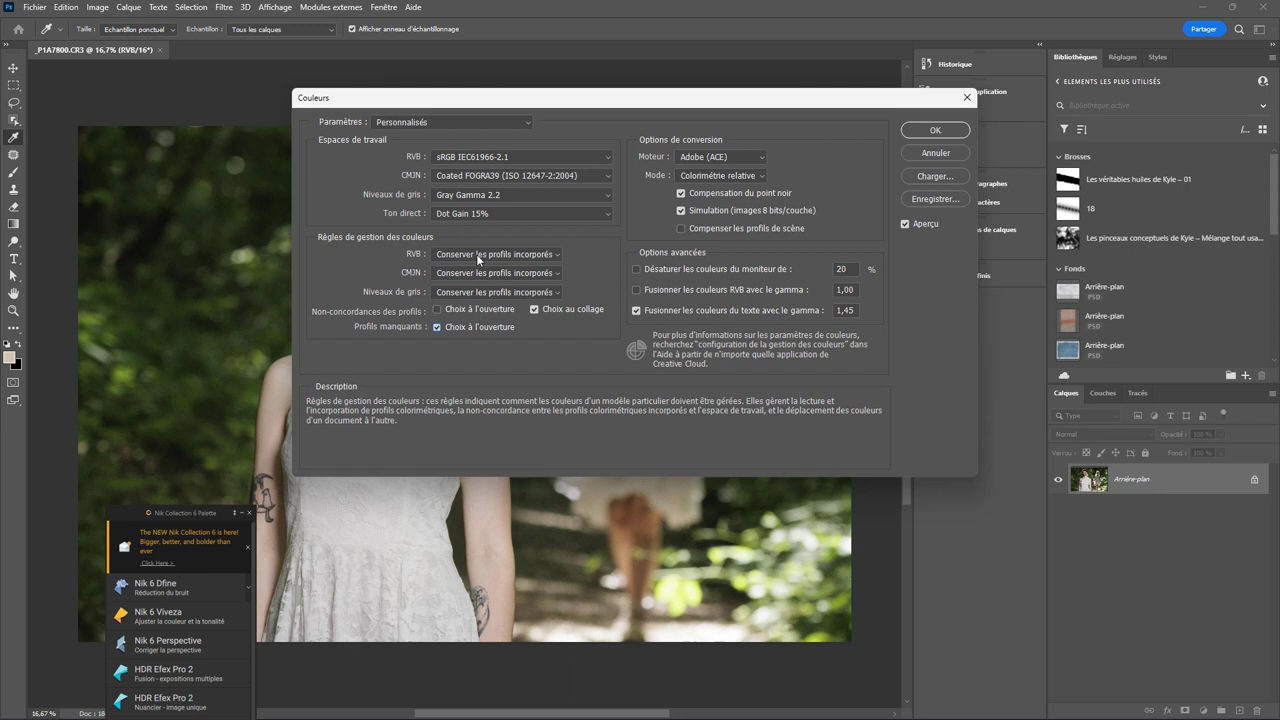 Fichier Edition Image Calque Texte Sélection Filtre 3D Affichage Modules externes Fenêtre Aide
Taille : Echantillon ponctuel Echantillon : Tous les calques Afficher anneau d'échantillonnage Partager
_P1A7800.CR3 @ 16,7% (RVB/16*) ×
Historique
Bibliothèques Réglages Styles
ELEMENTS LES PLUS UTILISÉS
Bibliothèque active
Couleurs
Paramètres : Personnalisés
Espaces de travail
RVB : sRGB IEC61966-2.1
CMJN : Coated FOGRA39 (ISO 12647-2:2004)
Niveaux de gris : Gray Gamma 2.2
Ton direct : Dot Gain 15%
Règles de gestion des couleurs
RVB : Conserver les profils incorporés
CMJN : Conserver les profils incorporés
Niveaux de gris : Conserver les profils incorporés
Non-concordances des profils : Choix à l'ouverture Choix au collage
Profils manquants : Choix à l'ouverture
Options de conversion
Moteur : Adobe (ACE)
Mode : Colorimétrie relative
Compensation du point noir
Simulation (images 8 bits/couche)
Compenser les profils de scène
Options avancées
Désaturer les couleurs du moniteur de : 20 %
Fusionner les couleurs RVB avec le gamma : 1,00
Fusionner les couleurs du texte avec le gamma : 1,45
Pour plus d'informations sur les paramètres de couleurs,
recherchez "configuration de la gestion des couleurs" dans
l'Aide à partir de n'importe quelle application de
Creative Cloud.
Description
Règles de gestion des couleurs : ces règles indiquent comment les couleurs d'un modèle particulier doivent être gérées. Elles gèrent la lecture et
l'incorporation de profils colorimétriques, la non-concordance entre les profils colorimétriques incorporés et l'espace de travail, et le déplacement des couleurs
d'un document à l'autre.
OK
Annuler
Charger...
Enregistrer...
Aperçu
Brosses
Les véritables huiles de Kyle – 01
18
Les pinceaux conceptuels de Kyle – Mélange tout usa...
Fonds
Arrière-plan
PSD
Arrière-plan
PSD
Arrière-plan
PSD
Calques Couches Tracés
Type
Normal Opacité : 100 %
Verrou : Fond : 100 %
Arrière-plan
Nik Collection 6 Palette
The NEW Nik Collection 6 is here!
Bigger, better, and bolder than
ever
Click Here >
Nik 6 Dfine
Réduction du bruit
Nik 6 Viveza
Ajuster la couleur et la tonalité
Nik 6 Perspective
Corriger la perspective
HDR Efex Pro 2
Fusion - expositions multiples
HDR Efex Pro 2
Nuancier - image unique
16,67 %